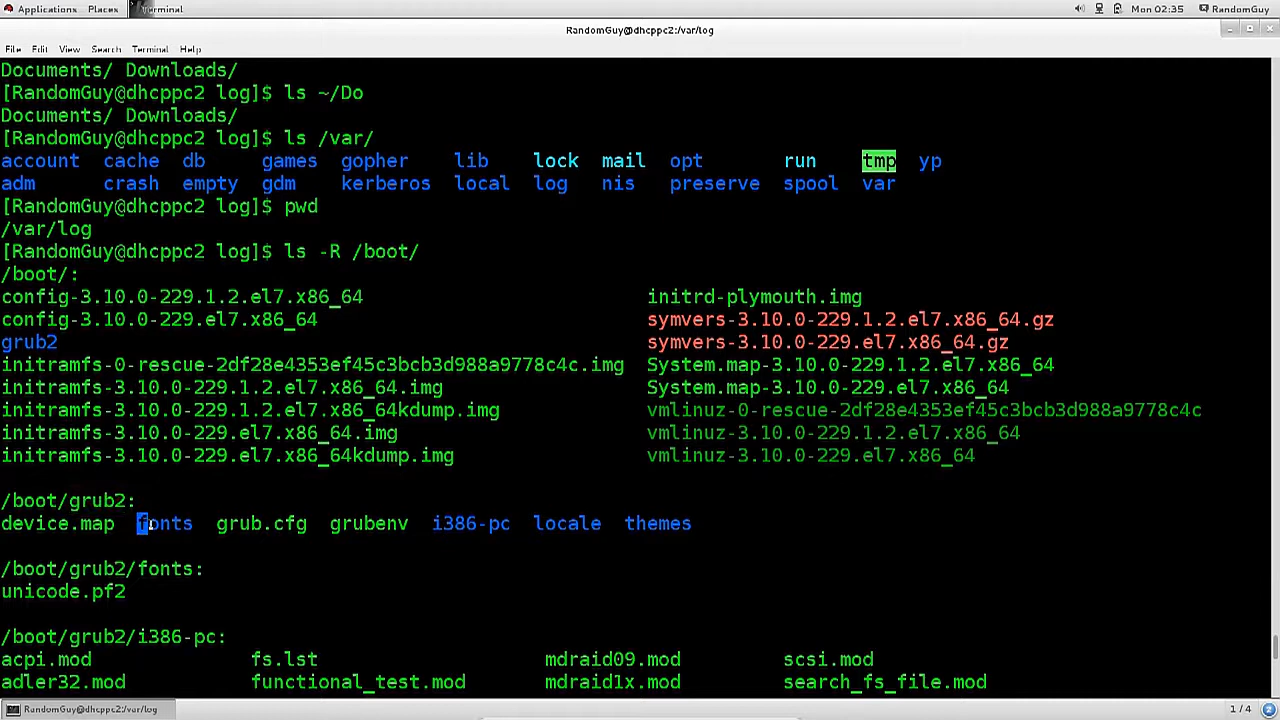 Applications Places Terminal Mon 02:35 RandomGuy
RandomGuy@dhcppc2:/var/log
File Edit View Search Terminal Help
Documents/ Downloads/
[RandomGuy@dhcppc2 log]$ ls ~/Do
Documents/ Downloads/
[RandomGuy@dhcppc2 log]$ ls /var/
account cache db games gopher lib lock mail opt run tmp yp
adm crash empty gdm kerberos local log nis preserve spool var
[RandomGuy@dhcppc2 log]$ pwd
/var/log
[RandomGuy@dhcppc2 log]$ ls -R /boot/
/boot/:
config-3.10.0-229.1.2.el7.x86_64 initrd-plymouth.img
config-3.10.0-229.el7.x86_64 symvers-3.10.0-229.1.2.el7.x86_64.gz
grub2 symvers-3.10.0-229.el7.x86_64.gz
initramfs-0-rescue-2df28e4353ef45c3bcb3d988a9778c4c.img System.map-3.10.0-229.1.2.el7.x86_64
initramfs-3.10.0-229.1.2.el7.x86_64.img System.map-3.10.0-229.el7.x86_64
initramfs-3.10.0-229.1.2.el7.x86_64kdump.img vmlinuz-0-rescue-2df28e4353ef45c3bcb3d988a9778c4c
initramfs-3.10.0-229.el7.x86_64.img vmlinuz-3.10.0-229.1.2.el7.x86_64
initramfs-3.10.0-229.el7.x86_64kdump.img vmlinuz-3.10.0-229.el7.x86_64
/boot/grub2:
device.map fonts grub.cfg grubenv i386-pc locale themes
/boot/grub2/fonts:
unicode.pf2
/boot/grub2/i386-pc:
acpi.mod fs.lst mdraid09.mod scsi.mod
adler32.mod functional_test.mod mdraid1x.mod search_fs_file.mod
RandomGuy@dhcppc2:/var/log 1 / 4 2